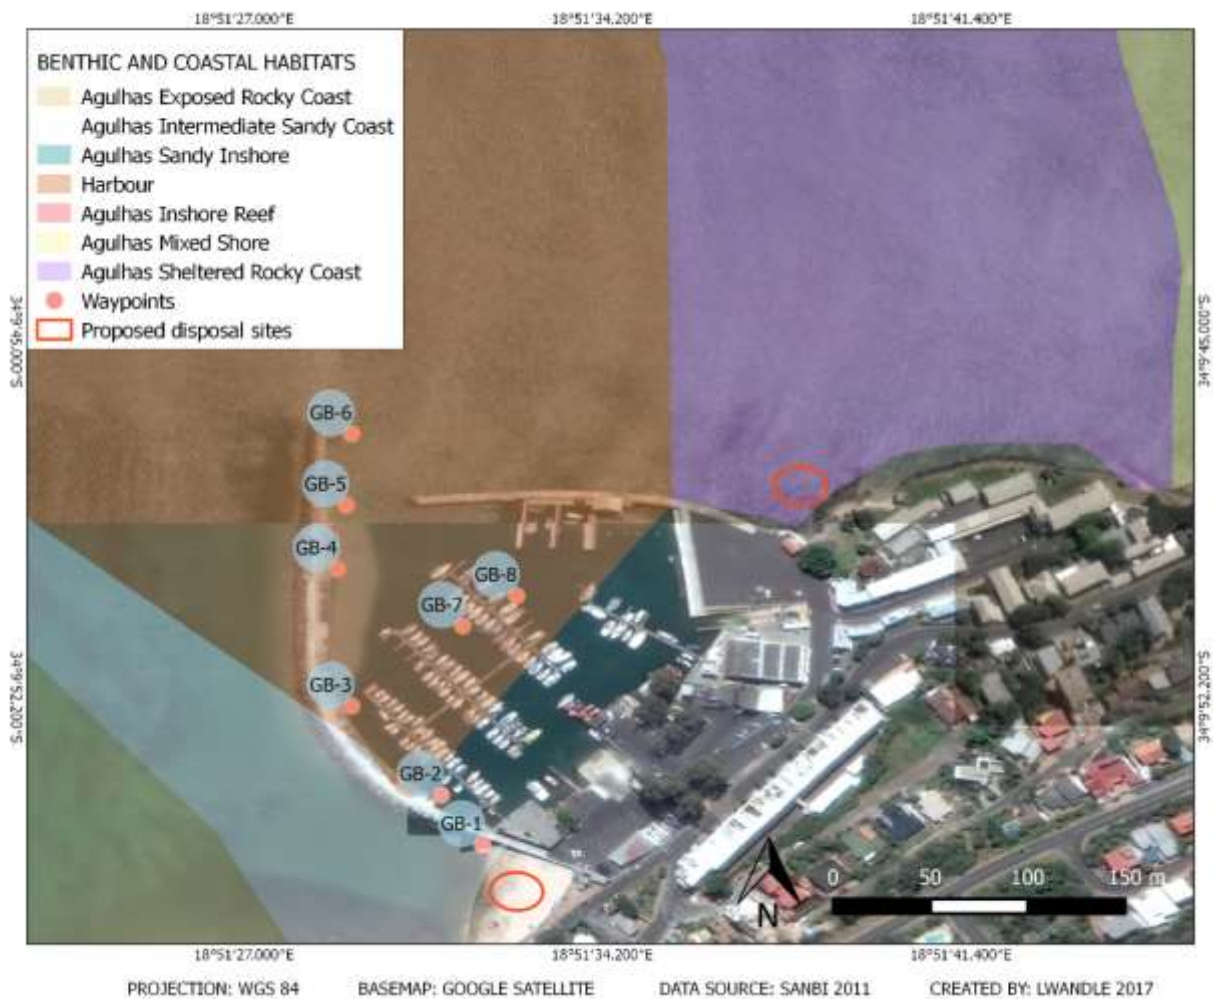 18°51'27.000"E 18°51'34.200"E 18°51'41.400"E
BENTHIC AND COASTAL HABITATS
Agulhas Exposed Rocky Coast
Agulhas Intermediate Sandy Coast
Agulhas Sandy Inshore
Harbour
Agulhas Inshore Reef
Agulhas Mixed Shore
Agulhas Sheltered Rocky Coast
Waypoints
Proposed disposal sites
34°9'45.000"S
34°9'45.000"S
GB-6
GB-5
GB-4
GB-8
GB-7
GB-3
34°9'52.200"S
34°9'52.200"S
GB-2
GB-1
0 50 100 150 m
N
18°51'27.000"E 18°51'34.200"E 18°51'41.400"E
PROJECTION: WGS 84 BASEMAP: GOOGLE SATELLITE DATA SOURCE: SANBI 2011 CREATED BY: LWANDLE 2017